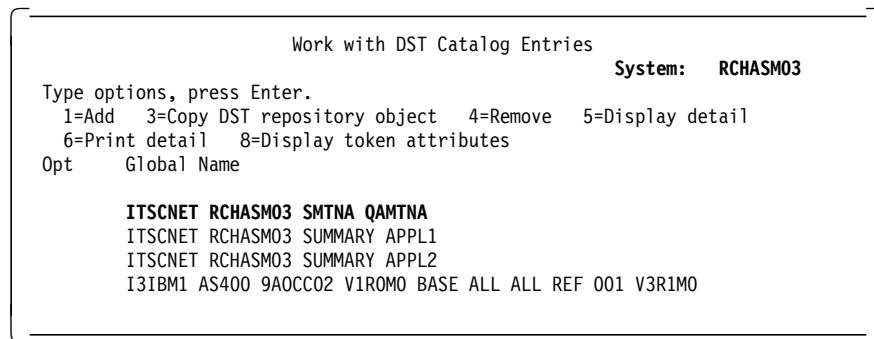 Work with DST Catalog Entries
System: RCHASM03
Type options, press Enter.
1=Add 3=Copy DST repository object 4=Remove 5=Display detail
6=Print detail 8=Display token attributes
Opt Global Name
ITSCNET RCHASM03 SMTNA QAMTNA
ITSCNET RCHASM03 SUMMARY APPL1
ITSCNET RCHASM03 SUMMARY APPL2
I3IBM1 AS400 9A0CC02 V1R0M0 BASE ALL ALL REF 001 V3R1M0